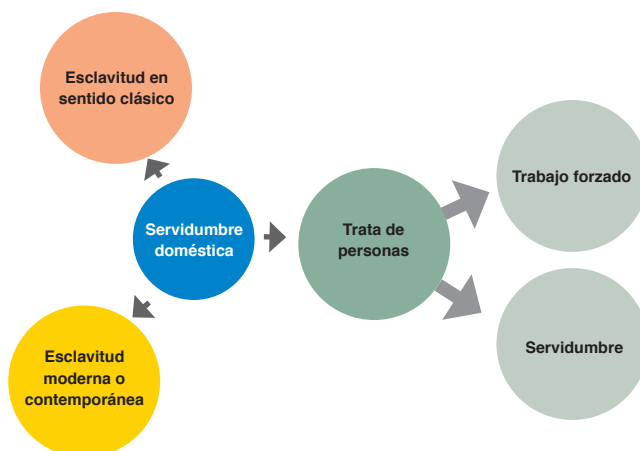 Esclavitud en
sentido clásico
Servidumbre
doméstica
Esclavitud
moderna o
contemporánea
Trata de
personas
Trabajo forzado
Servidumbre